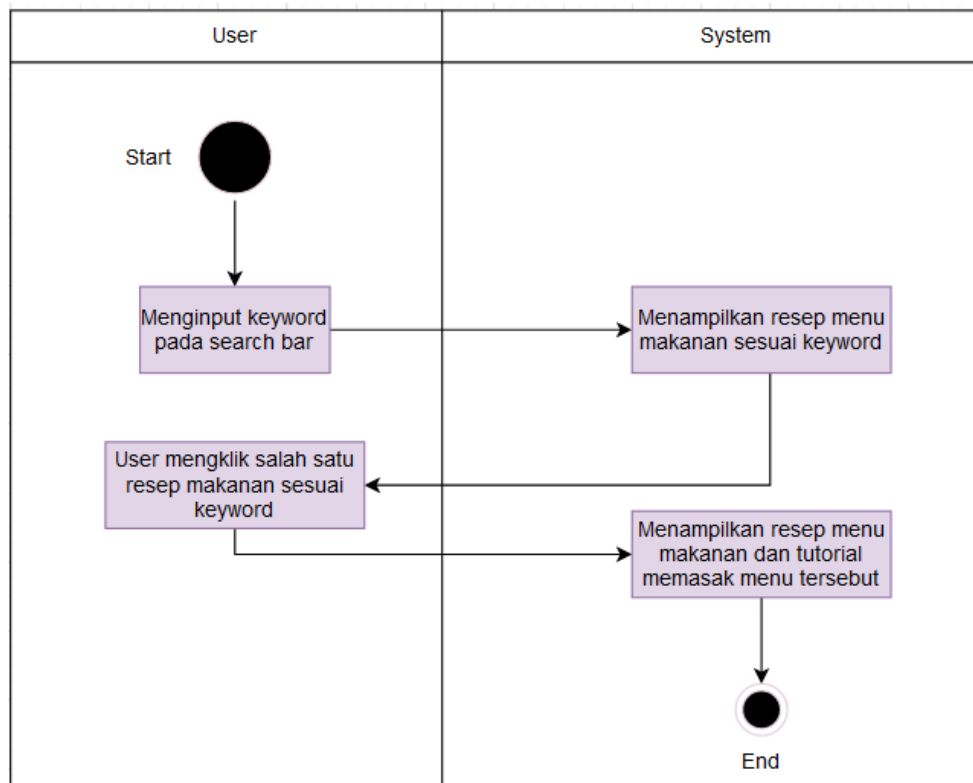 User
System
Start
Menginput keyword
pada search bar
Menampilkan resep menu
makanan sesuai keyword
User mengklik salah satu
resep makanan sesuai
keyword
Menampilkan resep menu
makanan dan tutorial
memasak menu tersebut
End